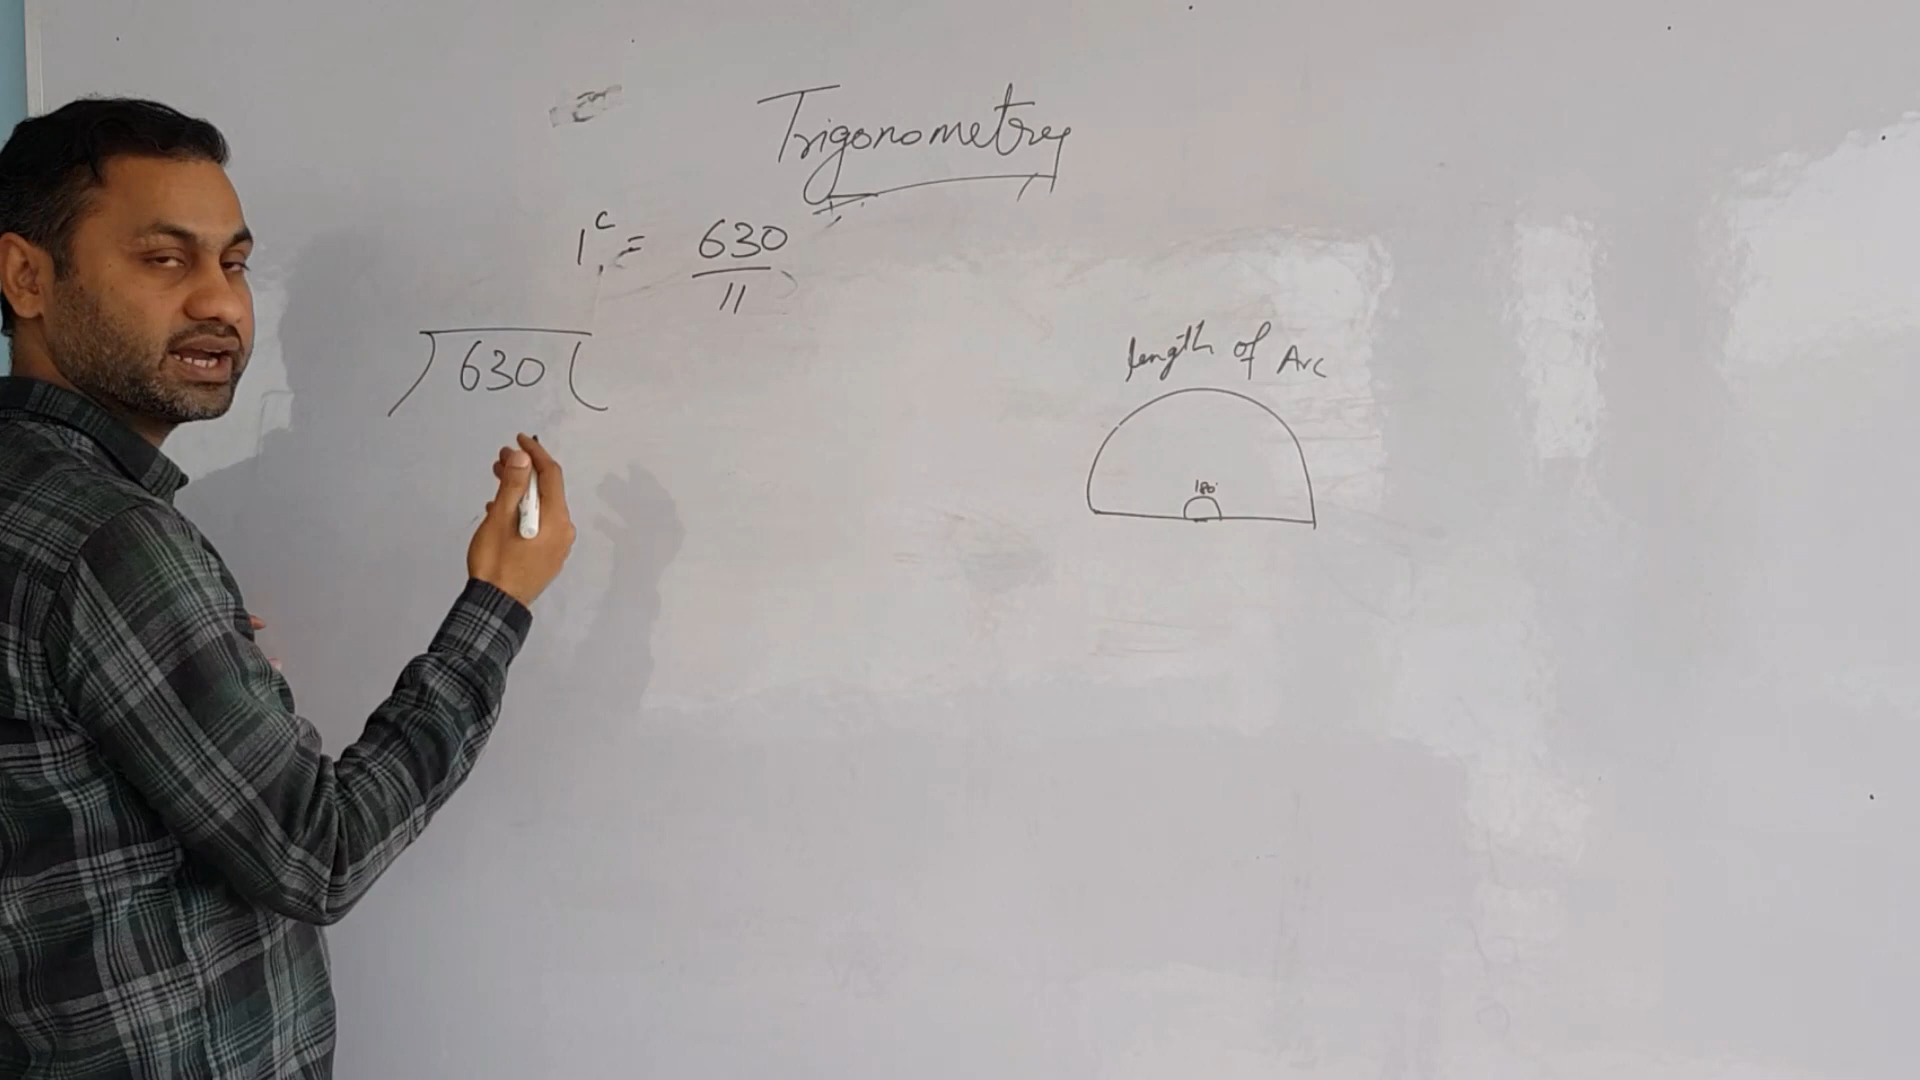 Trigonometry
1ᶜ = 630
11
) 630 (
length of Arc
180°